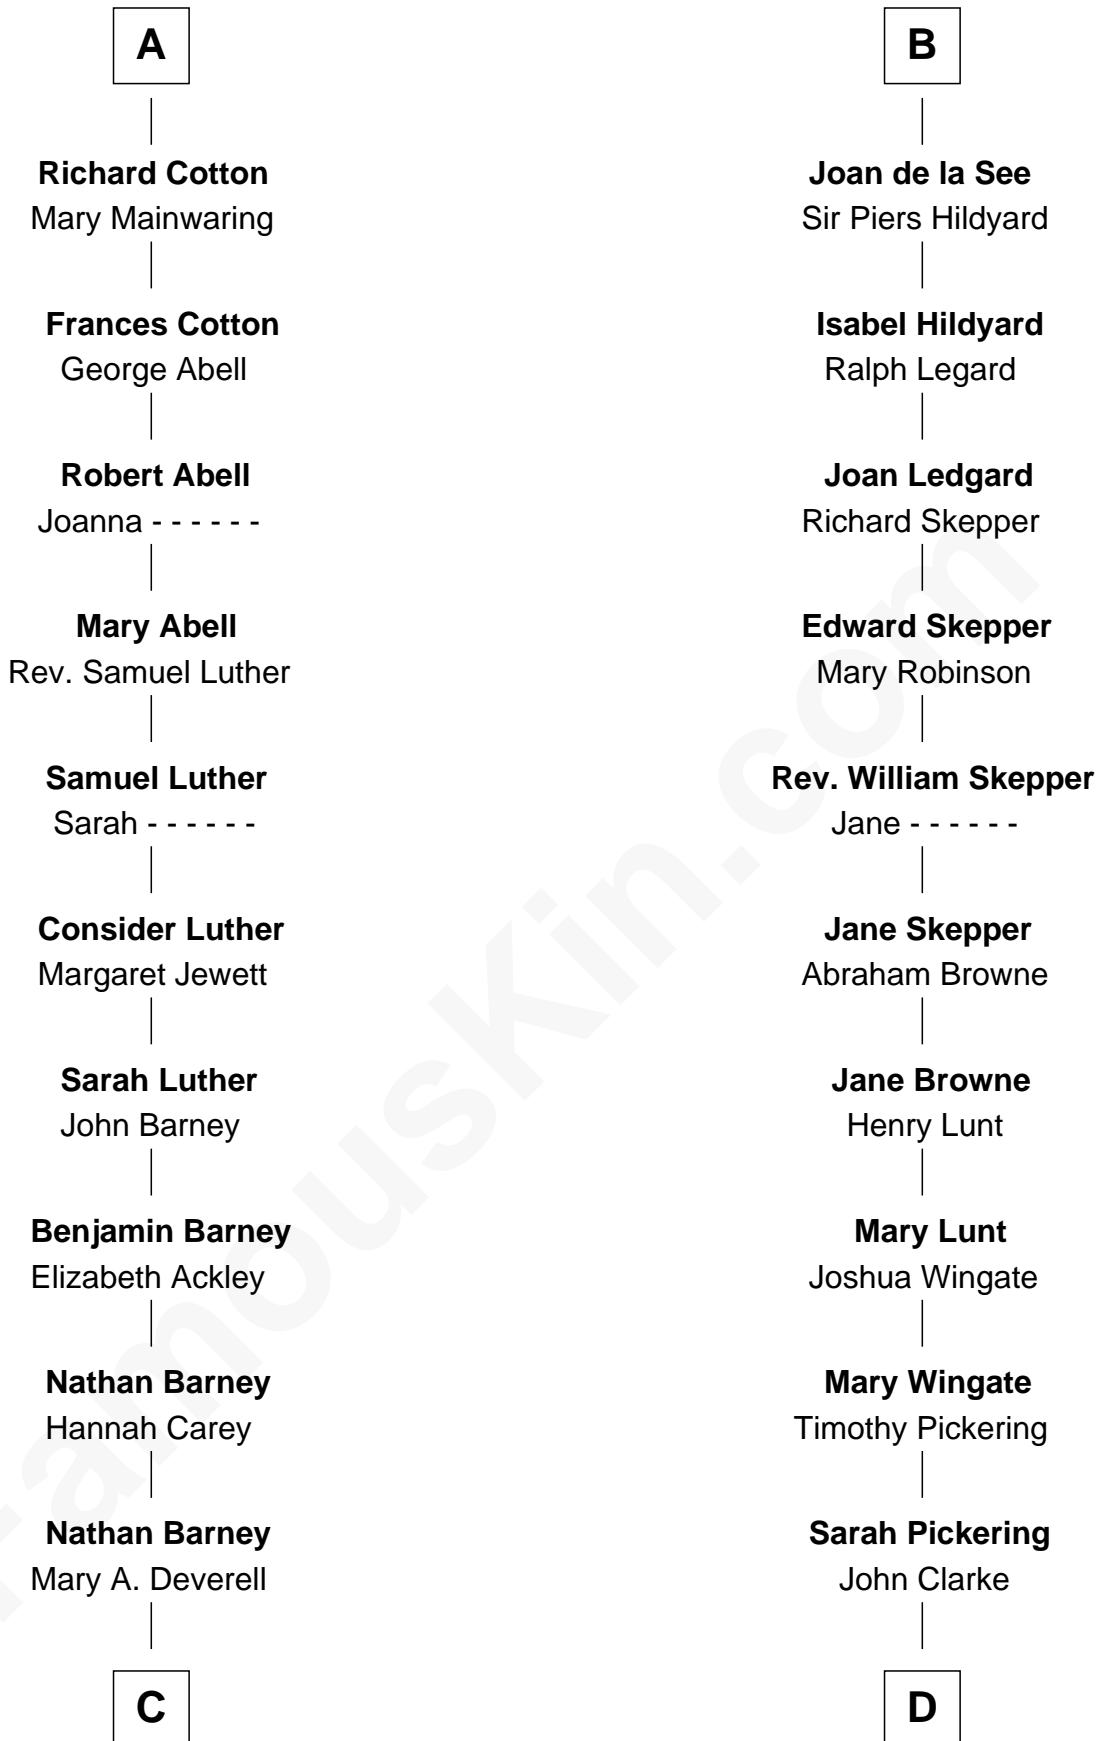 A
Richard Cotton
Mary Mainwaring
Frances Cotton
George Abell
Robert Abell
Joanna - - - - - -
Mary Abell
Rev. Samuel Luther
Samuel Luther
Sarah - - - - - -
Consider Luther
Margaret Jewett
Sarah Luther
John Barney
Benjamin Barney
Elizabeth Ackley
Nathan Barney
Hannah Carey
Nathan Barney
Mary A. Deverell
C
B
Joan de la See
Sir Piers Hildyard
Isabel Hildyard
Ralph Legard
Joan Ledgard
Richard Skepper
Edward Skepper
Mary Robinson
Rev. William Skepper
Jane - - - - - -
Jane Skepper
Abraham Browne
Jane Browne
Henry Lunt
Mary Lunt
Joshua Wingate
Mary Wingate
Timothy Pickering
Sarah Pickering
John Clarke
D
FamousKin.com